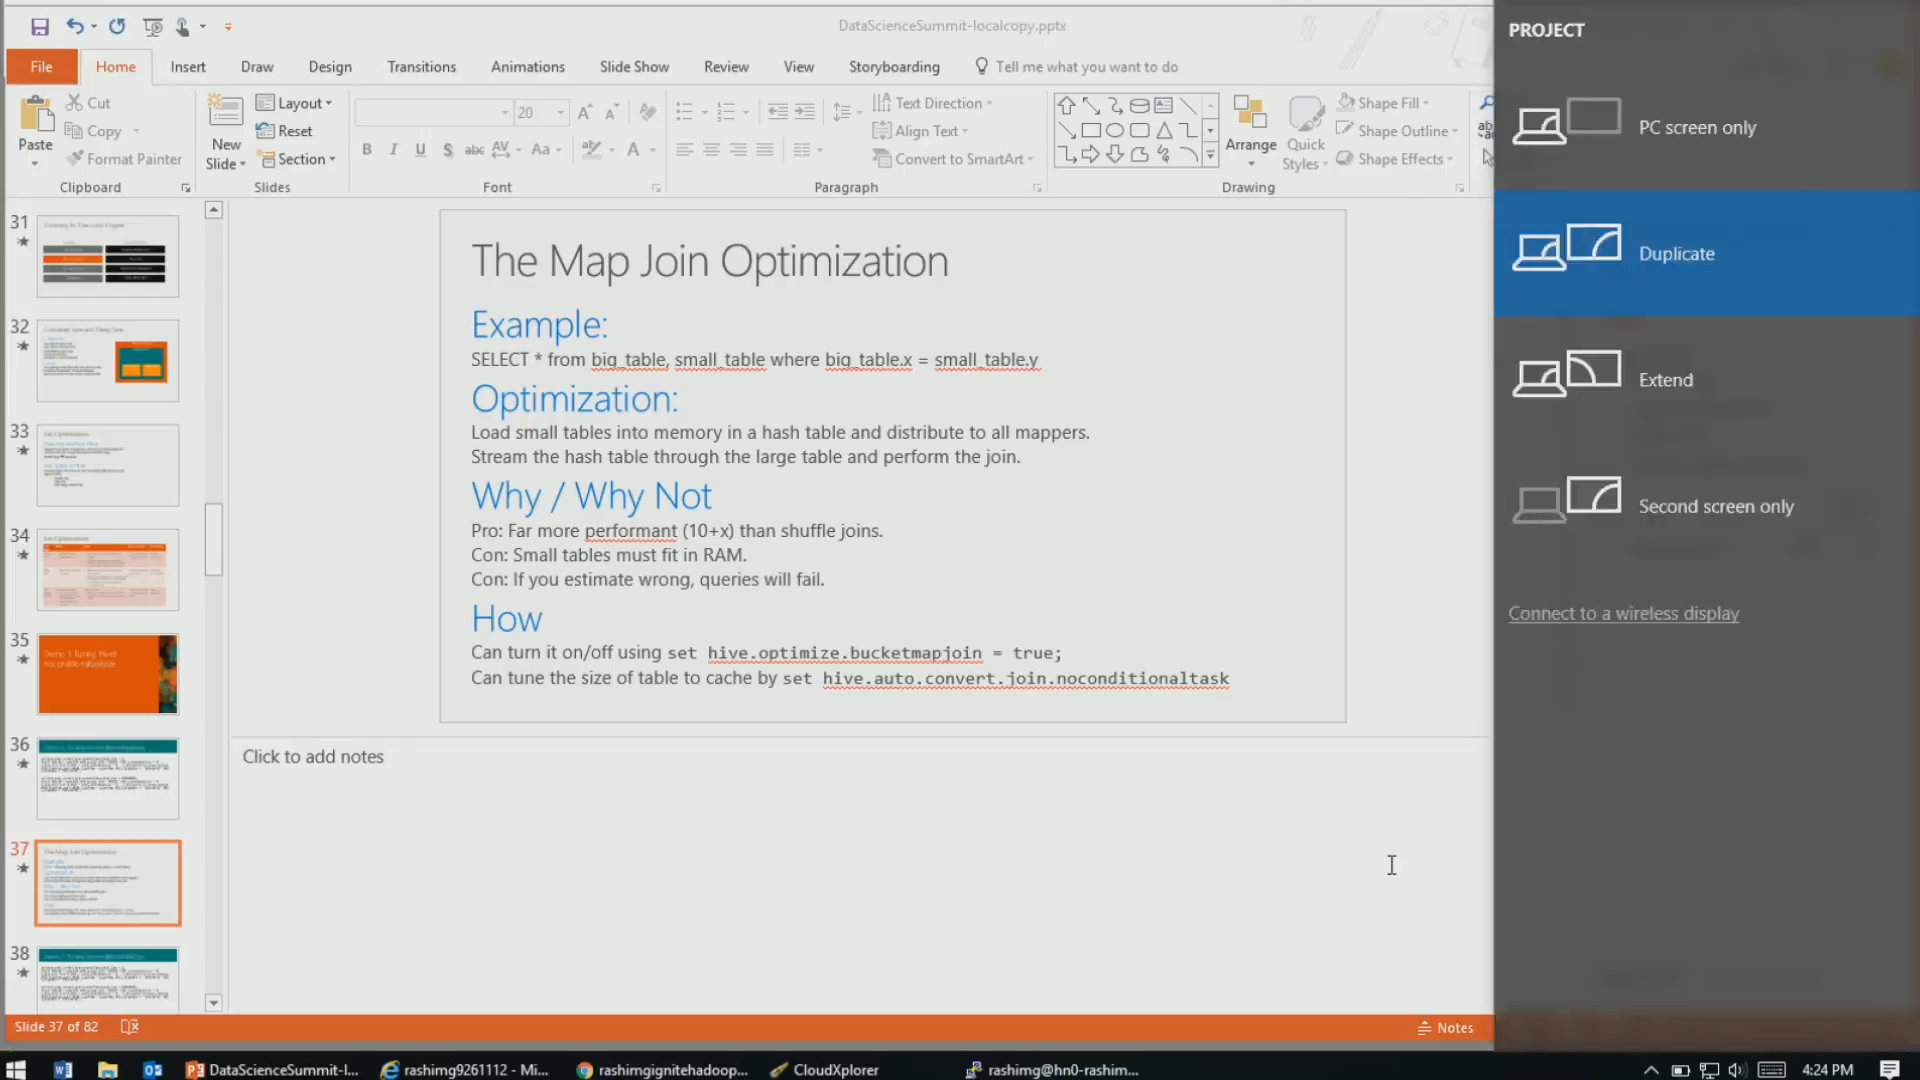 DataScienceSummit-localcopy.pptx
File
Home
Insert
Draw
Design
Transitions
Animations
Slide Show
Review
View
Storyboarding
Tell me what you want to do
Paste
Cut
Copy
Format Painter
Clipboard
New
Slide
Layout
Reset
Section
Slides
20
B I U S abc AV Aa A
Font
Text Direction
Align Text
Convert to SmartArt
Paragraph
Arrange
Quick
Styles
Shape Fill
Shape Outline
Shape Effects
Drawing
31
32
33
34
35
36
37
38
The Map Join Optimization
Example:
SELECT * from big_table, small_table where big_table.x = small_table.y
Optimization:
Load small tables into memory in a hash table and distribute to all mappers.
Stream the hash table through the large table and perform the join.
Why / Why Not
Pro: Far more performant (10+x) than shuffle joins.
Con: Small tables must fit in RAM.
Con: If you estimate wrong, queries will fail.
How
Can turn it on/off using set hive.optimize.bucketmapjoin = true;
Can tune the size of table to cache by set hive.auto.convert.join.noconditionaltask
Click to add notes
Slide 37 of 82
Notes
PROJECT
PC screen only
Duplicate
Extend
Second screen only
Connect to a wireless display
DataScienceSummit-l...
rashimg9261112 - Mi...
rashimgignitehadoop...
CloudXplorer
rashimg@hn0-rashim...
4:24 PM